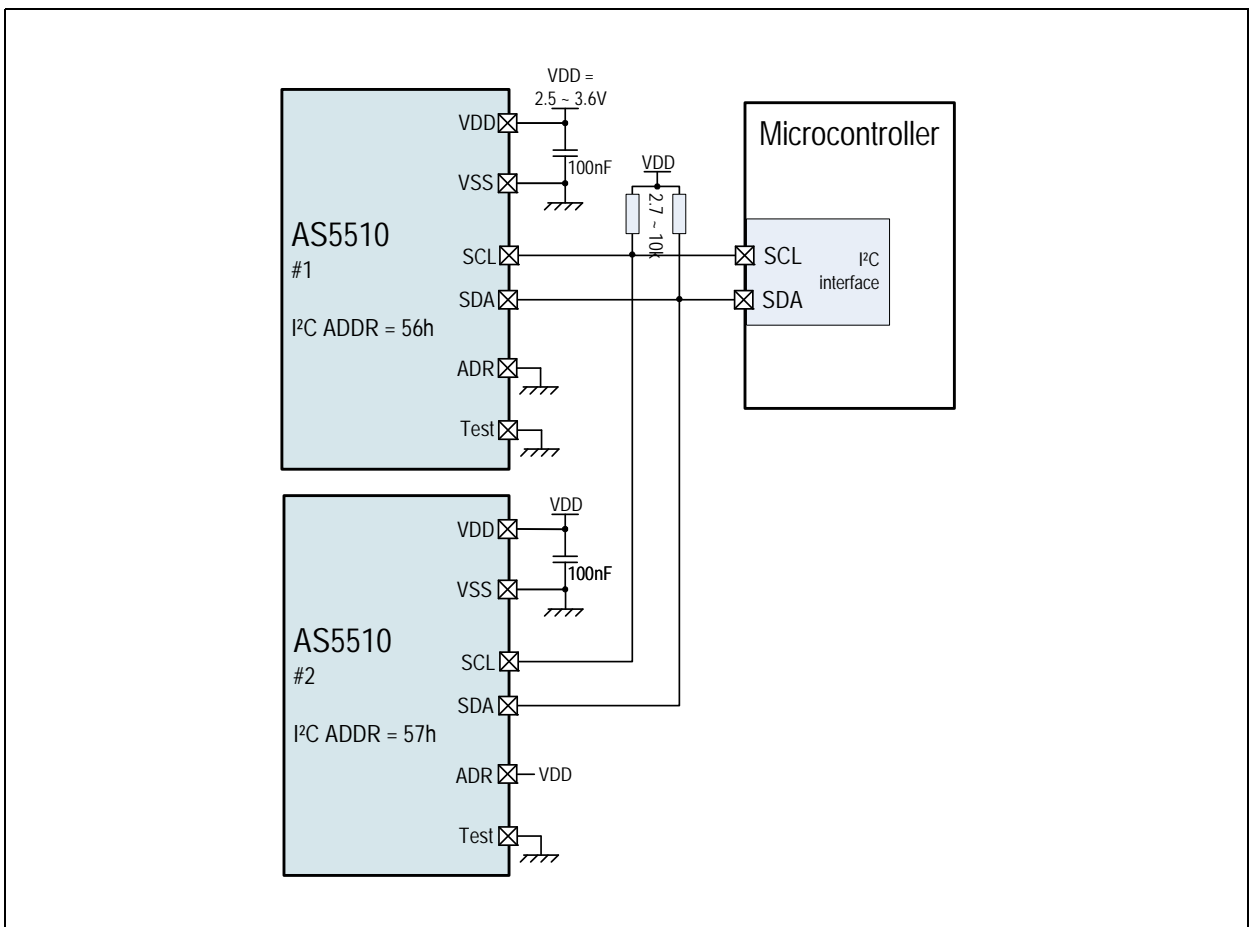 VDD =
2.5 ~ 3.6V
VDD
100nF
VSS
AS5510
#1
SCL
SDA
I²C ADDR = 56h
ADR
Test
VDD
2.7 ~ 10k
Microcontroller
SCL
I²C
interface
SDA
VDD
VDD
100nF
VSS
AS5510
#2
SCL
SDA
I²C ADDR = 57h
ADR
VDD
Test